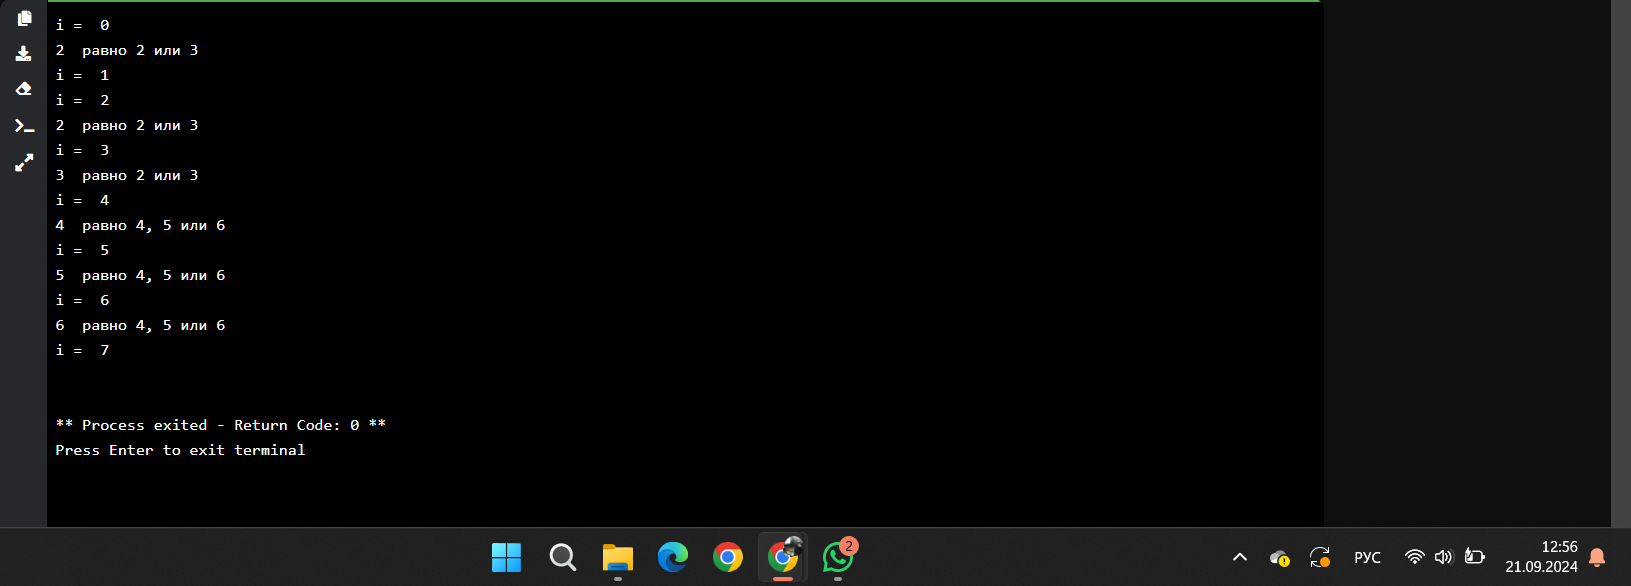 i =  0
2  равно 2 или 3
i =  1
i =  2
2  равно 2 или 3
i =  3
3  равно 2 или 3
i =  4
4  равно 4, 5 или 6
i =  5
5  равно 4, 5 или 6
i =  6
6  равно 4, 5 или 6
i =  7
** Process exited - Return Code: 0 **
Press Enter to exit terminal
2
РУС
12:56
21.09.2024